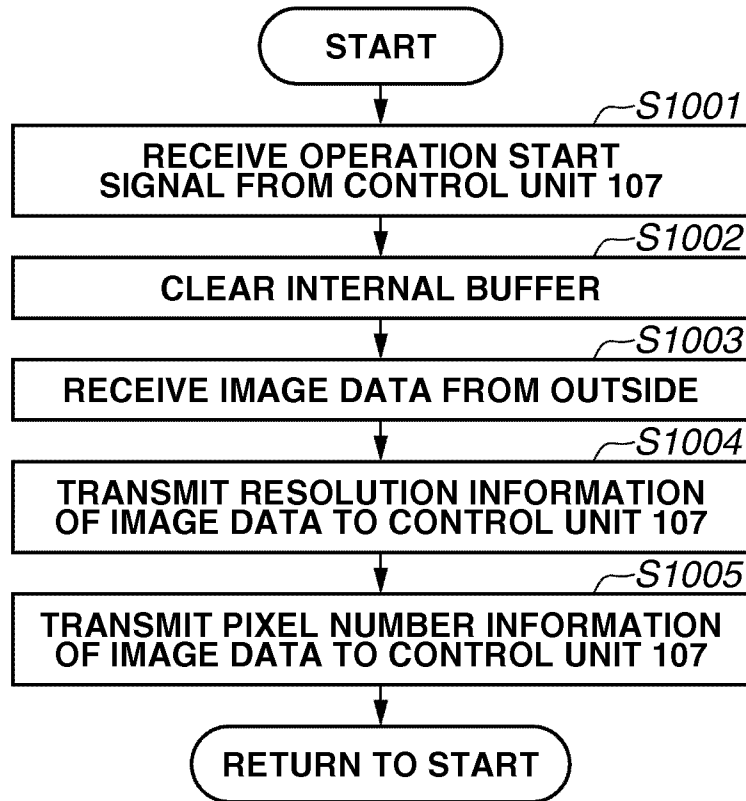 START
S1001
RECEIVE OPERATION START
SIGNAL FROM CONTROL UNIT 107
S1002
CLEAR INTERNAL BUFFER
S1003
RECEIVE IMAGE DATA FROM OUTSIDE
S1004
TRANSMIT RESOLUTION INFORMATION
OF IMAGE DATA TO CONTROL UNIT 107
S1005
TRANSMIT PIXEL NUMBER INFORMATION
OF IMAGE DATA TO CONTROL UNIT 107
RETURN TO START